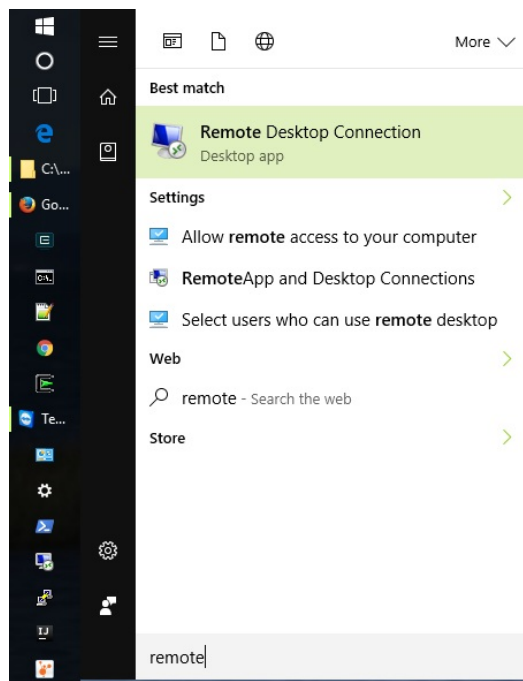 More
Best match
Remote Desktop Connection
Desktop app
Settings
Allow remote access to your computer
RemoteApp and Desktop Connections
Select users who can use remote desktop
Web
remote - Search the web
Store
remote
C:\...
Go...
Te...
C:\.
IJ